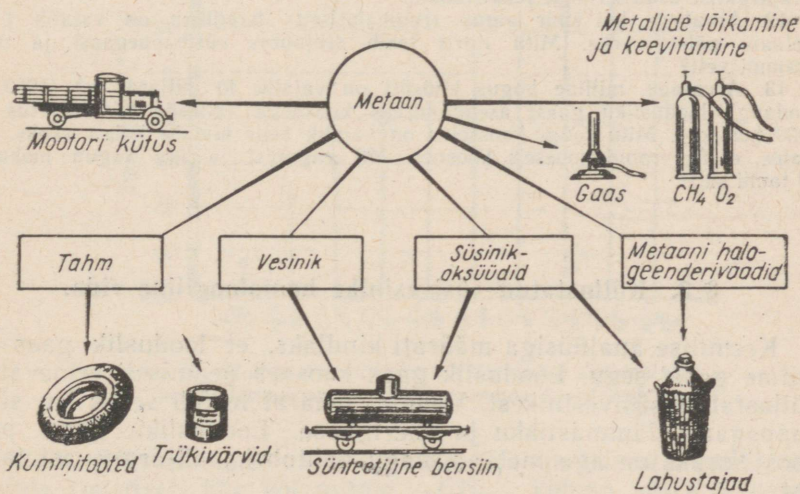 Metallide lõikamine
ja keevitamine
Metaan
Mootori kütus
Gaas
CH₄ O₂
Tahm
Vesinik
Süsinik-
oksüüdid
Metaani halo-
geenderivaadid
Kummitooted
Trükivärvid
Sünteetiline bensiin
Lahustajad